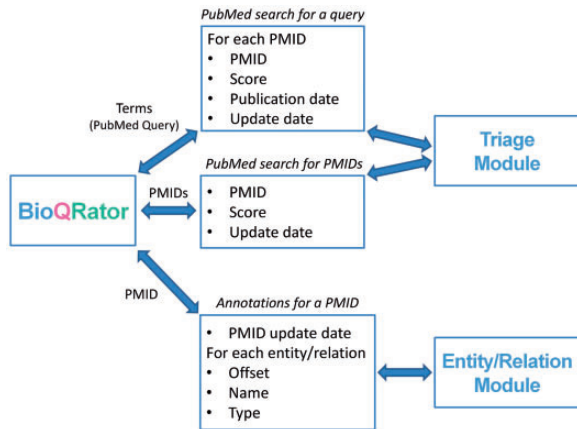 PubMed search for a query
For each PMID
• PMID
• Score
• Publication date
• Update date
Terms
(PubMed Query)
Triage
Module
PubMed search for PMIDs
• PMID
• Score
• Update date
PMIDs
BioQRator
PMID
Annotations for a PMID
• PMID update date
For each entity/relation
• Offset
• Name
• Type
Entity/Relation
Module